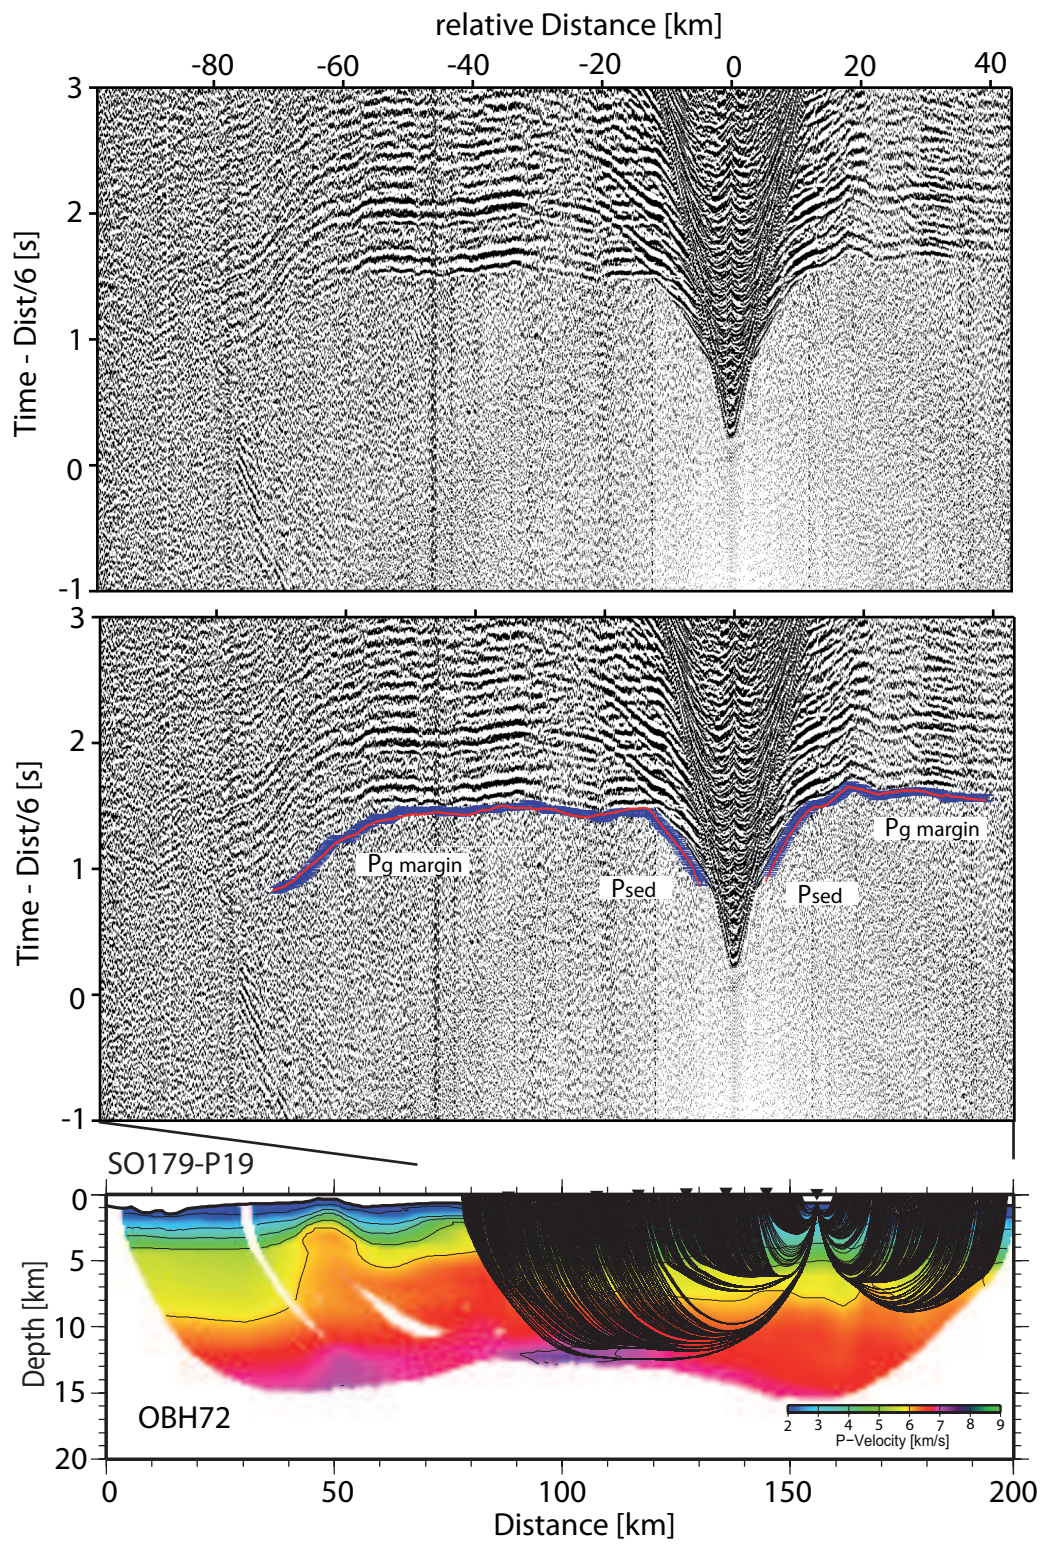 relative Distance [km]
-80 -60 -40 -20 0 20 40
3
2
1
0
-1
Time - Dist/6 [s]
3
2
1
0
-1
Time - Dist/6 [s]
Pg margin
Psed
Psed
Pg margin
SO179-P19
0
5
10
15
20
Depth [km]
OBH72
2 3 4 5 6 7 8 9
P-Velocity [km/s]
0 50 100 150 200
Distance [km]